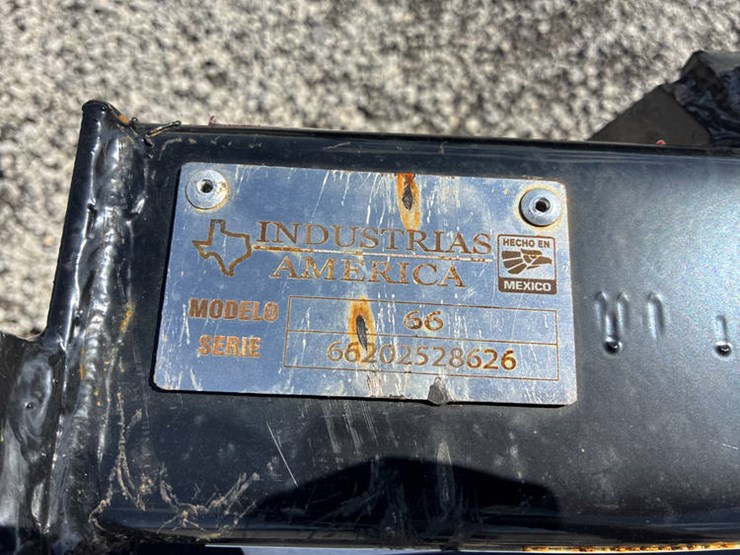 INDUSTRIAS
AMERICA
HECHO EN
MEXICO
MODELO 66
SERIE 66202528626